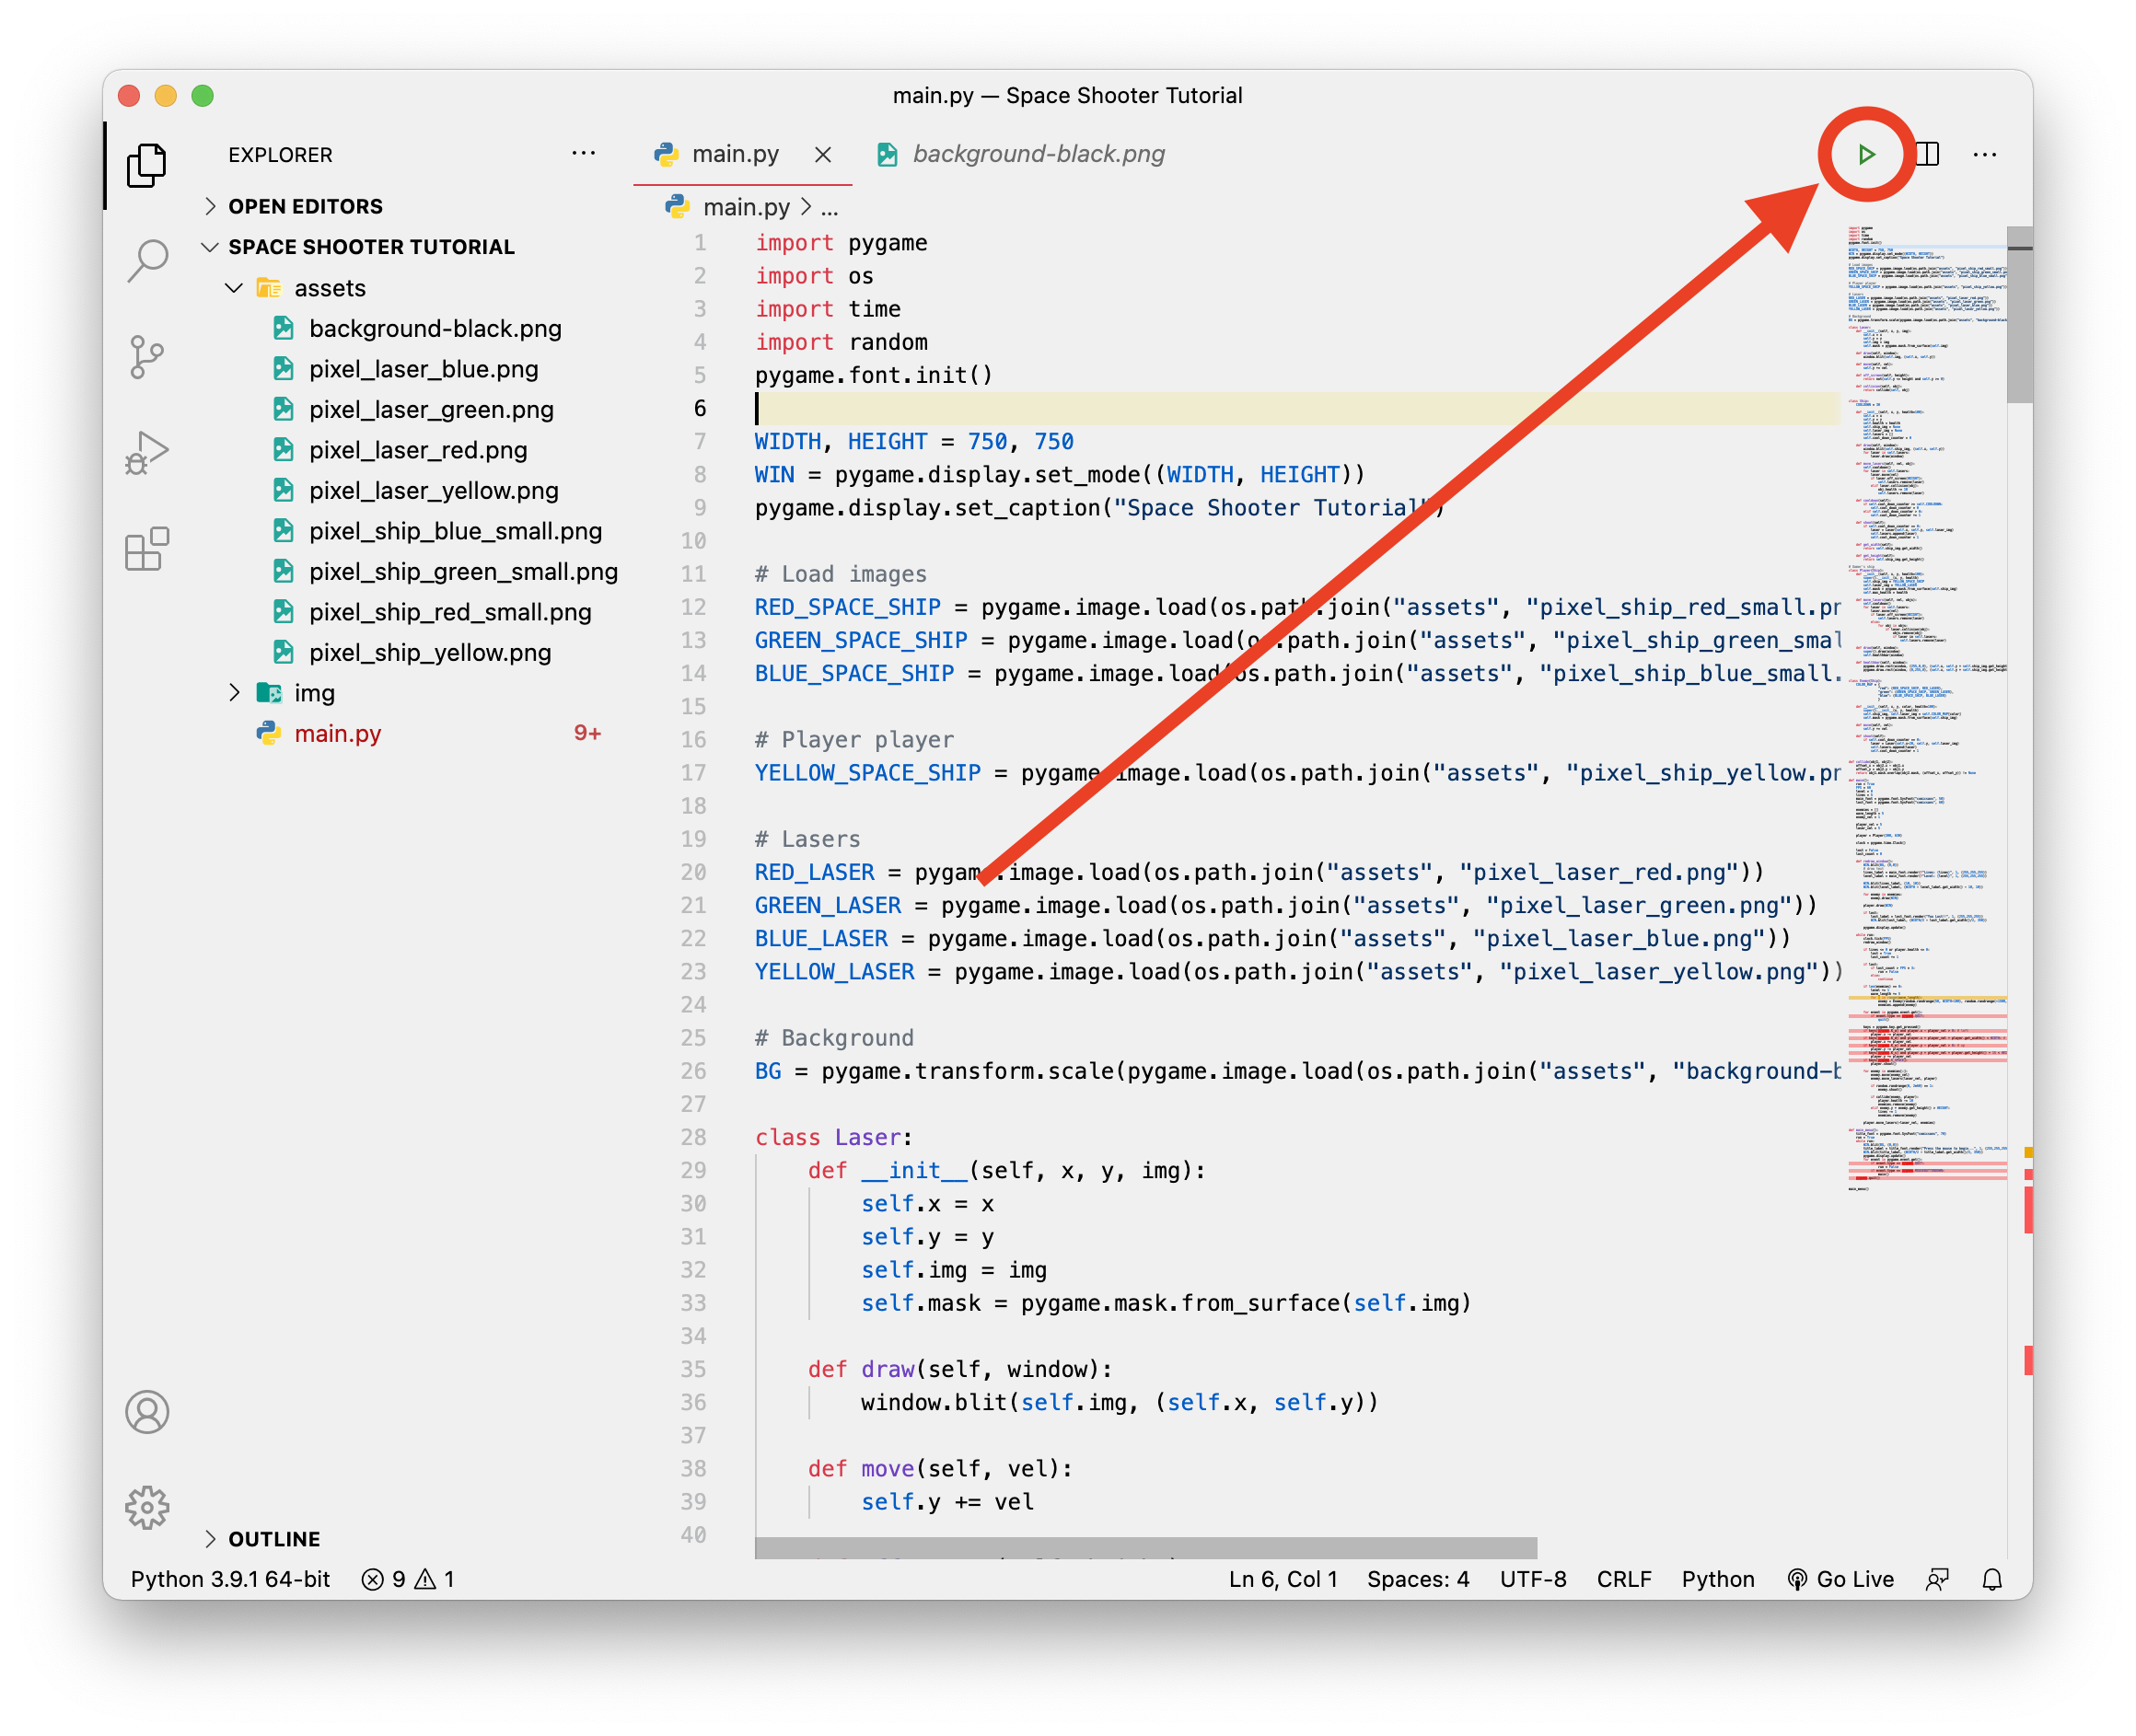 main.py — Space Shooter Tutorial
EXPLORER
OPEN EDITORS
SPACE SHOOTER TUTORIAL
assets
background-black.png
pixel_laser_blue.png
pixel_laser_green.png
pixel_laser_red.png
pixel_laser_yellow.png
pixel_ship_blue_small.png
pixel_ship_green_small.png
pixel_ship_red_small.png
pixel_ship_yellow.png
img
main.py 9+
OUTLINE
main.py background-black.png
main.py > ...
1 import pygame
2 import os
3 import time
4 import random
5 pygame.font.init()
6
7 WIDTH, HEIGHT = 750, 750
8 WIN = pygame.display.set_mode((WIDTH, HEIGHT))
9 pygame.display.set_caption("Space Shooter Tutorial")
10
11 # Load images
12 RED_SPACE_SHIP = pygame.image.load(os.path.join("assets", "pixel_ship_red_small.pn
13 GREEN_SPACE_SHIP = pygame.image.load(os.path.join("assets", "pixel_ship_green_smal
14 BLUE_SPACE_SHIP = pygame.image.load(os.path.join("assets", "pixel_ship_blue_small.
15
16 # Player player
17 YELLOW_SPACE_SHIP = pygame.image.load(os.path.join("assets", "pixel_ship_yellow.pn
18
19 # Lasers
20 RED_LASER = pygame.image.load(os.path.join("assets", "pixel_laser_red.png"))
21 GREEN_LASER = pygame.image.load(os.path.join("assets", "pixel_laser_green.png"))
22 BLUE_LASER = pygame.image.load(os.path.join("assets", "pixel_laser_blue.png"))
23 YELLOW_LASER = pygame.image.load(os.path.join("assets", "pixel_laser_yellow.png"))
24
25 # Background
26 BG = pygame.transform.scale(pygame.image.load(os.path.join("assets", "background-b
27
28 class Laser:
29 def __init__(self, x, y, img):
30 self.x = x
31 self.y = y
32 self.img = img
33 self.mask = pygame.mask.from_surface(self.img)
34
35 def draw(self, window):
36 window.blit(self.img, (self.x, self.y))
37
38 def move(self, vel):
39 self.y += vel
40
Python 3.9.1 64-bit 9 1 Ln 6, Col 1 Spaces: 4 UTF-8 CRLF Python Go Live